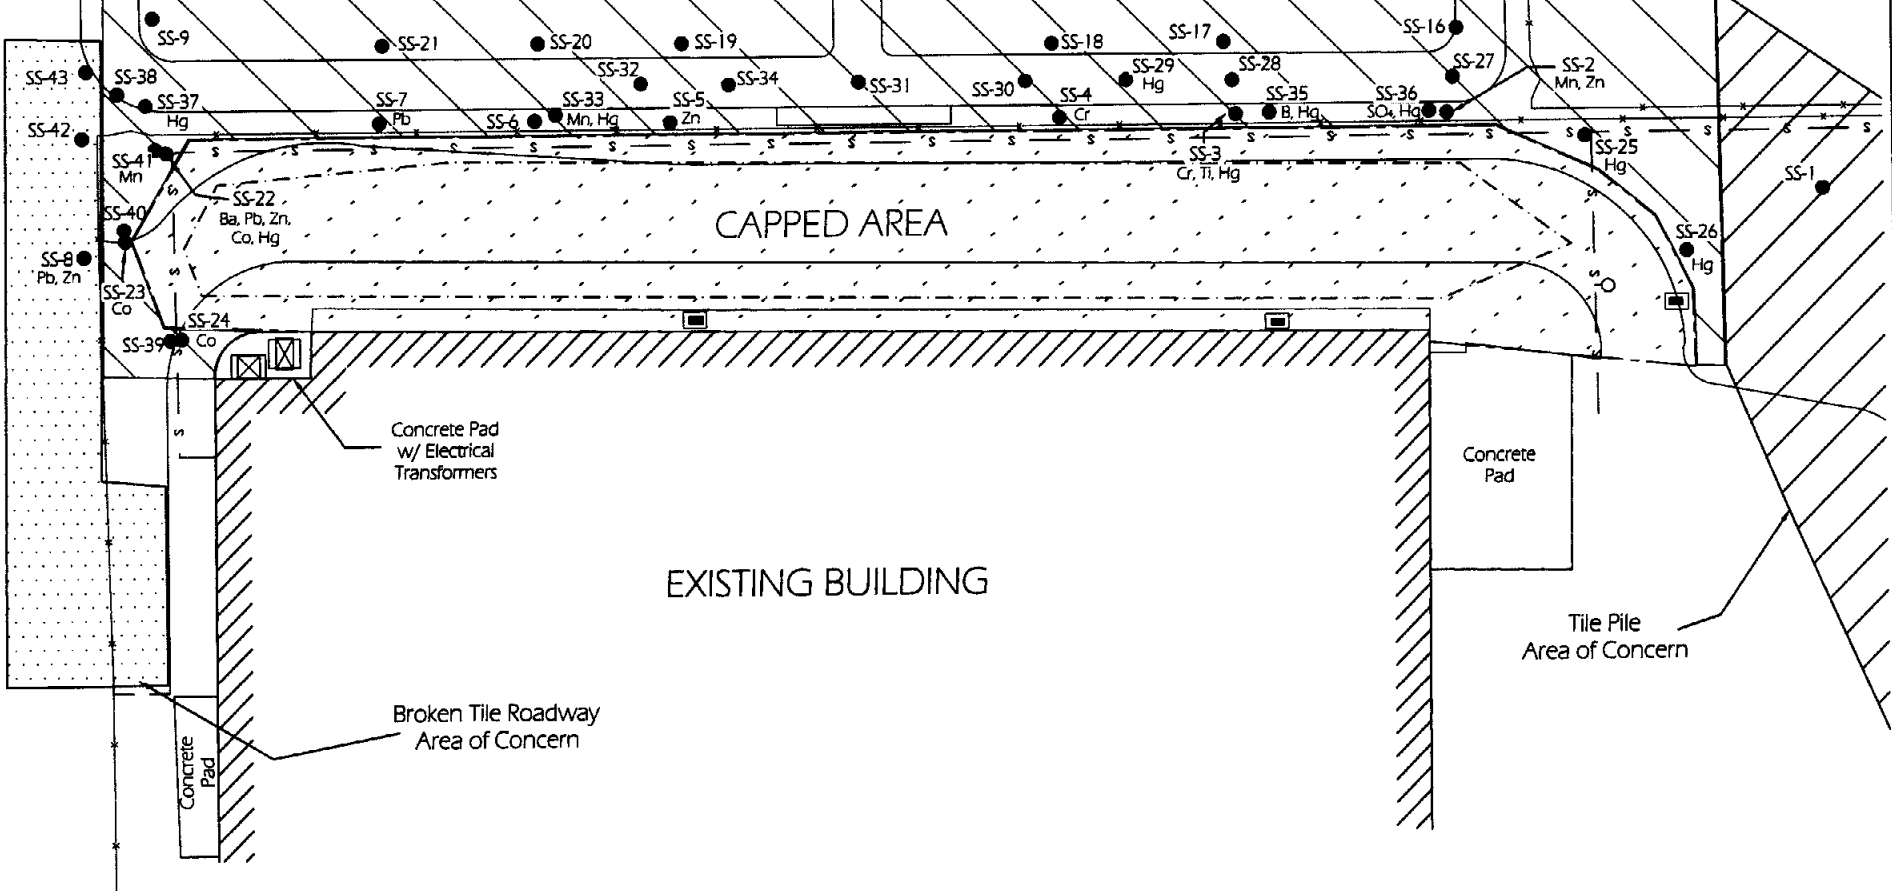 SS-9
SS-21
SS-20
SS-19
SS-18
SS-17
SS-16
SS-43
SS-38
SS-37
Hg
SS-7
Pb
SS-32
SS-34
SS-33
Mn, Hg
SS-6
SS-5
Zn
SS-31
SS-30
SS-4
Cr
SS-29
Hg
SS-28
SS-35
B, Hg
SS-36
SO₄, Hg
SS-27
SS-2
Mn, Zn
SS-42
SS-41
Mn
SS-3
Cr, Ti, Hg
SS-25
Hg
SS-1
SS-22
Ba, Pb, Zn,
Co, Hg
SS-40
CAPPED AREA
SS-26
Hg
SS-8
Pb, Zn
SS-23
Co
SS-24
Co
SS-39
Concrete Pad
w/ Electrical
Transformers
Concrete
Pad
EXISTING BUILDING
Tile Pile
Area of Concern
Broken Tile Roadway
Area of Concern
Concrete
Pad